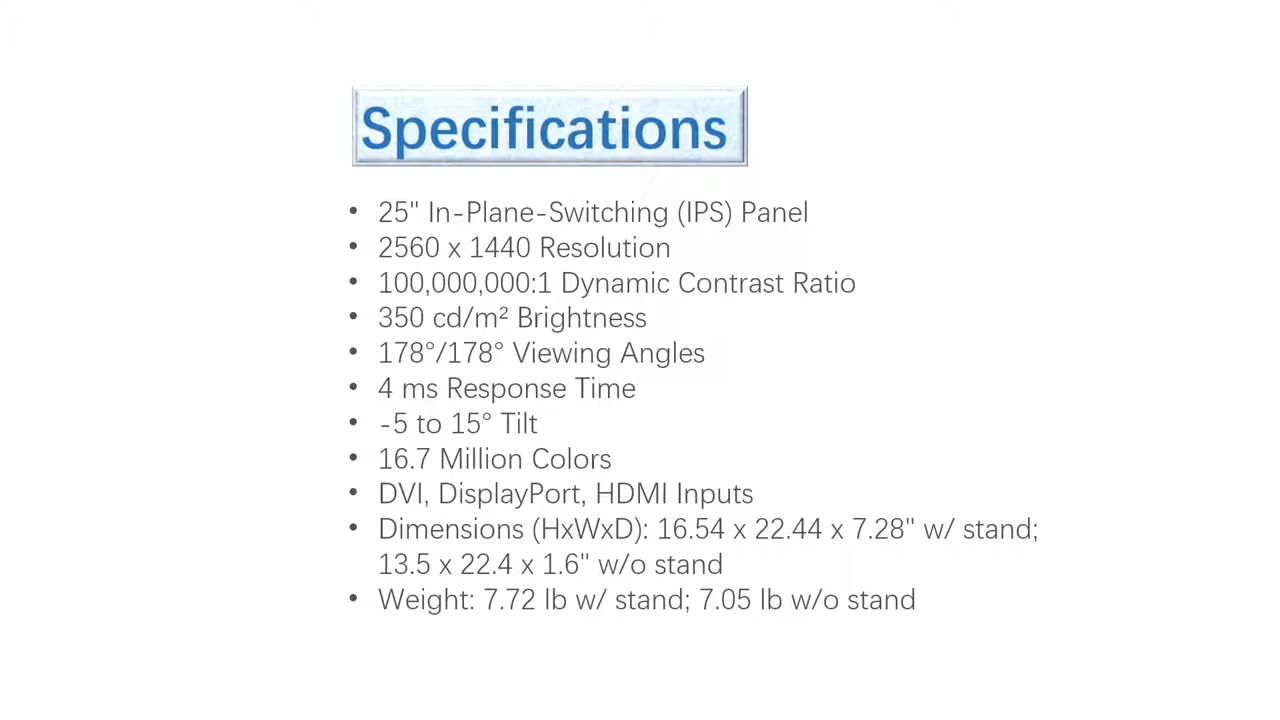 Specifications
• 25" In-Plane-Switching (IPS) Panel
• 2560 x 1440 Resolution
• 100,000,000:1 Dynamic Contrast Ratio
• 350 cd/m² Brightness
• 178°/178° Viewing Angles
• 4 ms Response Time
• -5 to 15° Tilt
• 16.7 Million Colors
• DVI, DisplayPort, HDMI Inputs
• Dimensions (HxWxD): 16.54 x 22.44 x 7.28" w/ stand;
13.5 x 22.4 x 1.6" w/o stand
• Weight: 7.72 lb w/ stand; 7.05 lb w/o stand